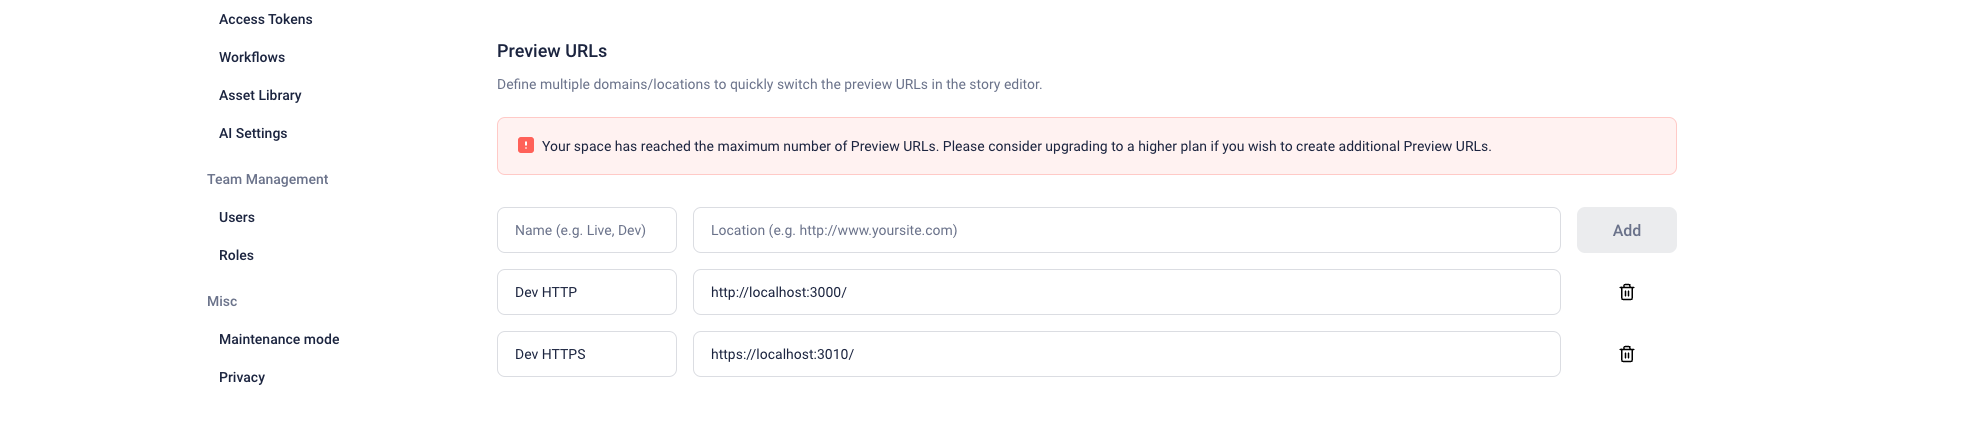 Access Tokens
Workflows
Asset Library
AI Settings
Team Management
Users
Roles
Misc
Maintenance mode
Privacy
Preview URLs
Define multiple domains/locations to quickly switch the preview URLs in the story editor.
Your space has reached the maximum number of Preview URLs. Please consider upgrading to a higher plan if you wish to create additional Preview URLs.
Name (e.g. Live, Dev) Location (e.g. http://www.yoursite.com) Add
Dev HTTP http://localhost:3000/
Dev HTTPS https://localhost:3010/